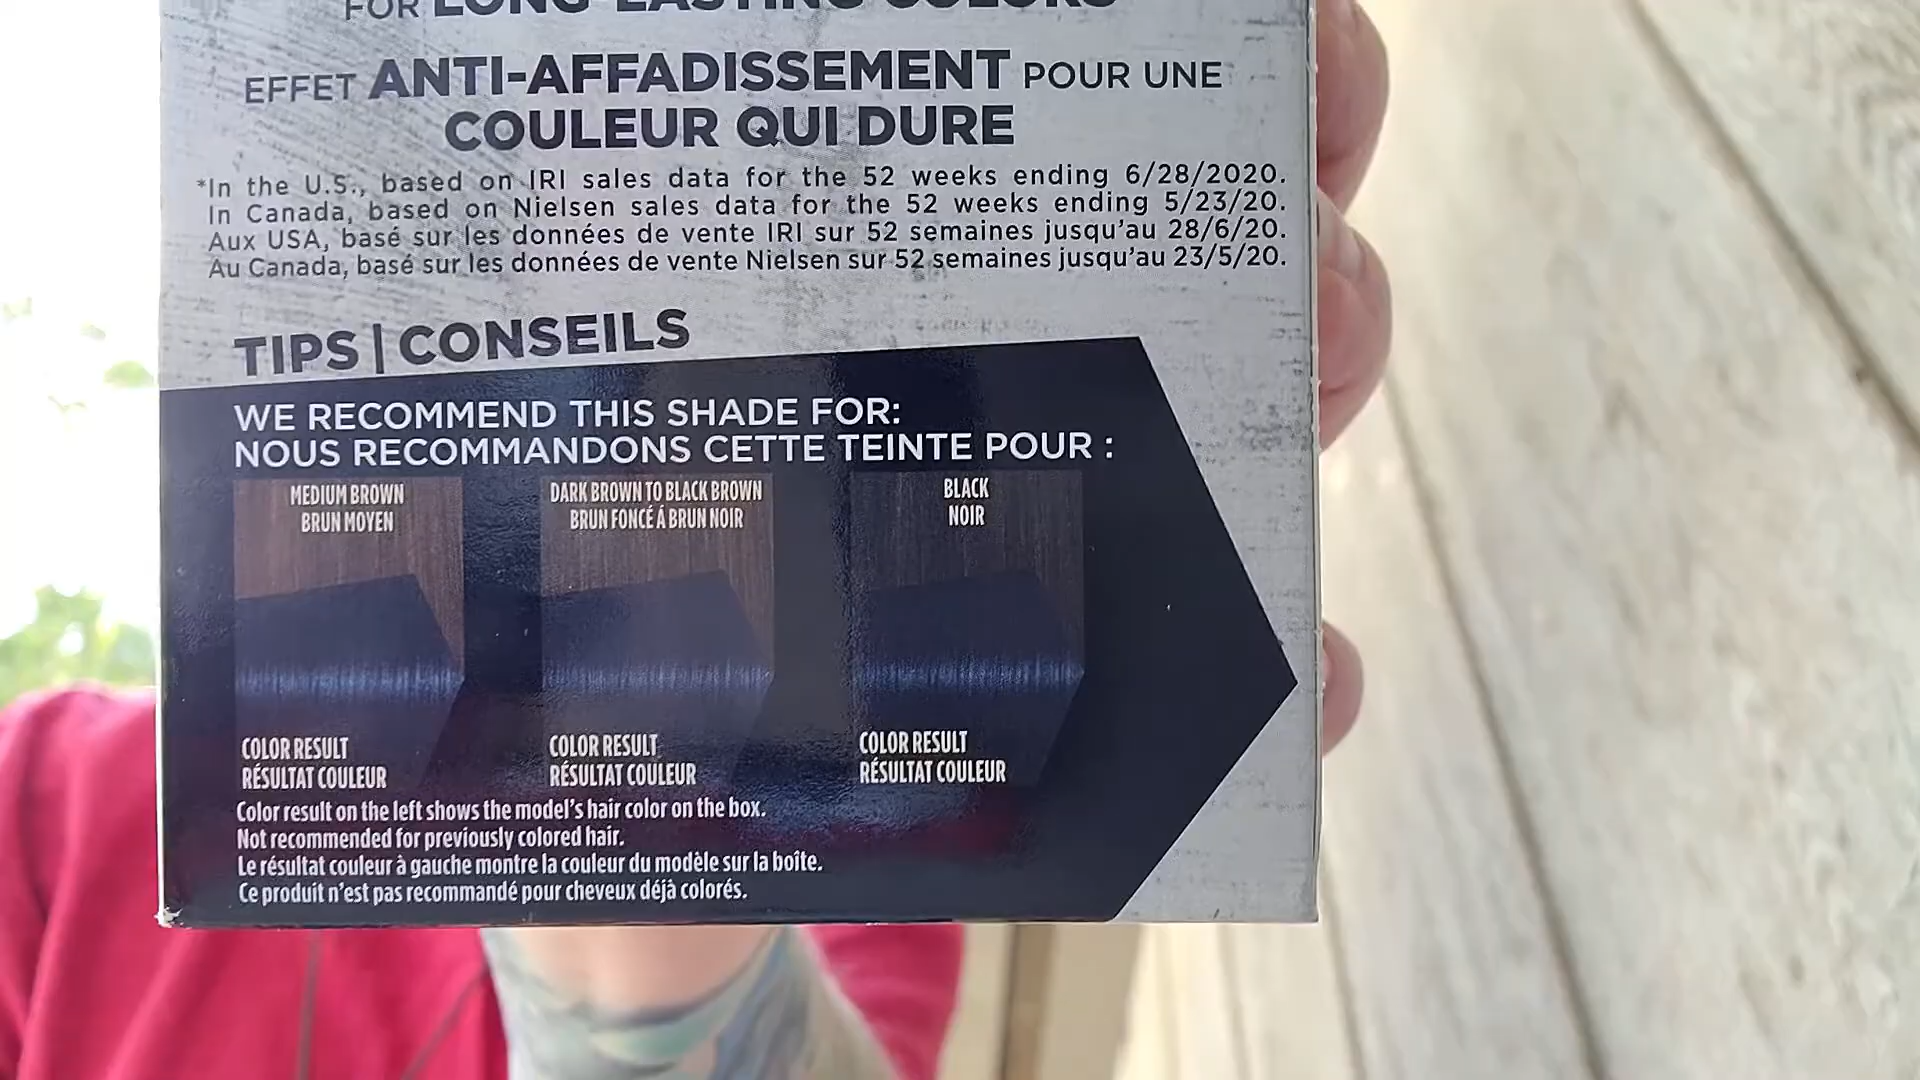 FOR LONG-LASTING COLORS
EFFET ANTI-AFFADISSEMENT POUR UNE
COULEUR QUI DURE
*In the U.S., based on IRI sales data for the 52 weeks ending 6/28/2020.
In Canada, based on Nielsen sales data for the 52 weeks ending 5/23/20.
Aux USA, basé sur les données de vente IRI sur 52 semaines jusqu'au 28/6/20.
Au Canada, basé sur les données de vente Nielsen sur 52 semaines jusqu'au 23/5/20.
TIPS | CONSEILS
WE RECOMMEND THIS SHADE FOR:
NOUS RECOMMANDONS CETTE TEINTE POUR :
MEDIUM BROWN
BRUN MOYEN
DARK BROWN TO BLACK BROWN
BRUN FONCÉ Á BRUN NOIR
BLACK
NOIR
COLOR RESULT
RÉSULTAT COULEUR
COLOR RESULT
RÉSULTAT COULEUR
COLOR RESULT
RÉSULTAT COULEUR
Color result on the left shows the model's hair color on the box.
Not recommended for previously colored hair.
Le résultat couleur à gauche montre la couleur du modèle sur la boîte.
Ce produit n'est pas recommandé pour cheveux déjà colorés.